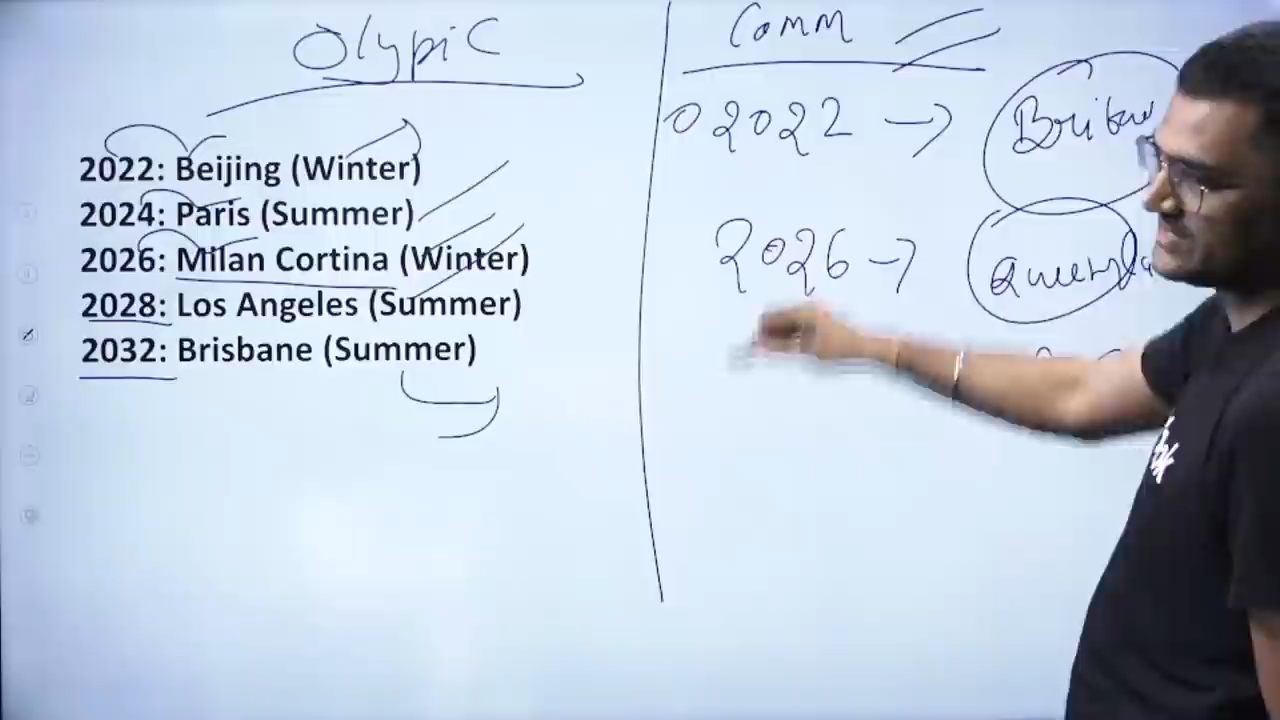 Olypic
2022: Beijing (Winter)
2024: Paris (Summer)
2026: Milan Cortina (Winter)
2028: Los Angeles (Summer)
2032: Brisbane (Summer)
Comm
2022 →
2026 →